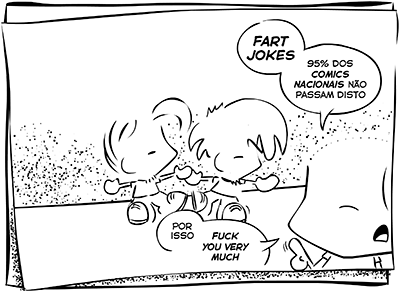 FART
JOKES
95% DOS
COMICS
NACIONAIS NÃO
PASSAM DISTO
POR
ISSO
FUCK
YOU VERY
MUCH
H